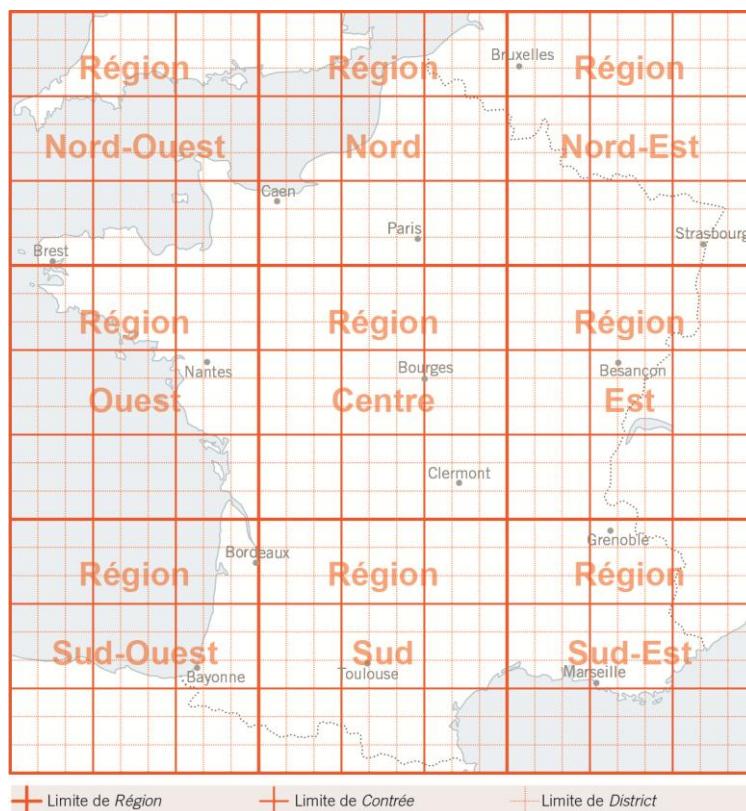 Bruxelles
Région Région Région
Nord-Ouest Nord Nord-Est
Caen
Paris
Strasbourg
Brest
Région Région Région
Nantes
Bourges
Besançon
Ouest Centre Est
Clermont
Grenoble
Bordeaux
Région Région Région
Sud-Ouest Sud Sud-Est
Bayonne
Toulouse
Marseille
Limite de Région Limite de Contrée Limite de District